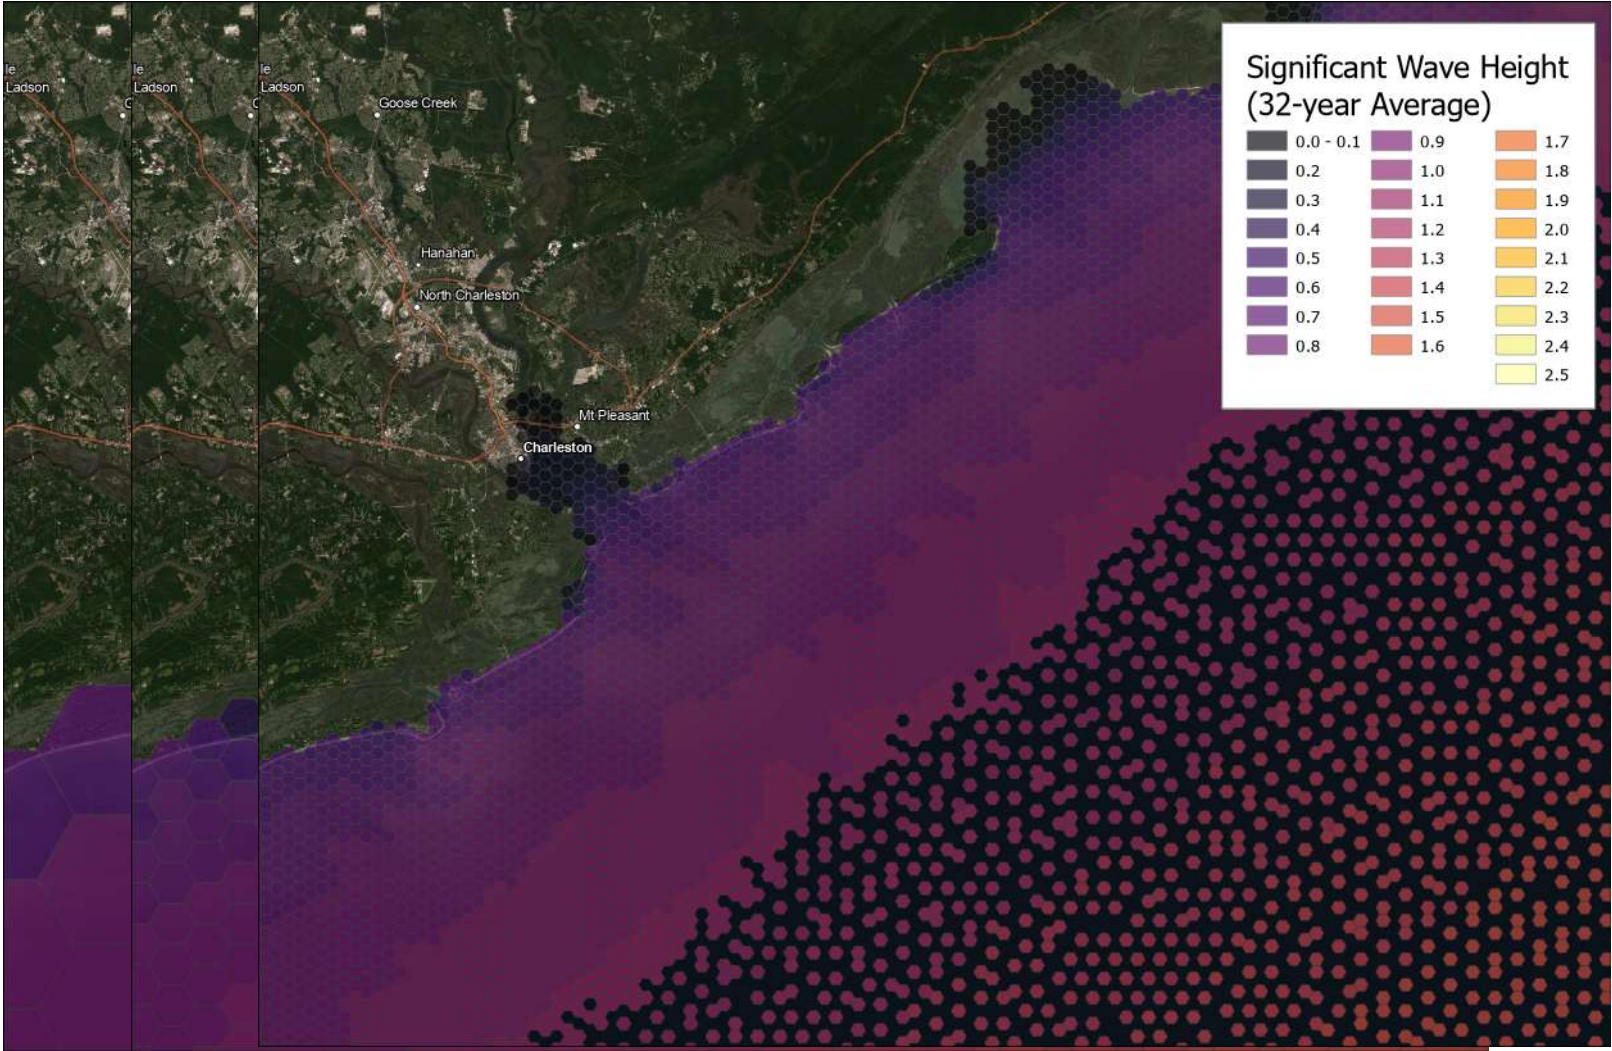 Significant Wave Height
(32-year Average)
0.0 - 0.1 0.9 1.7
0.2 1.0 1.8
0.3 1.1 1.9
0.4 1.2 2.0
0.5 1.3 2.1
0.6 1.4 2.2
0.7 1.5 2.3
0.8 1.6 2.4
2.5
le
Ladson
le
Ladson
le
Ladson
Goose Creek
Hanahan
North Charleston
Mt Pleasant
Charleston